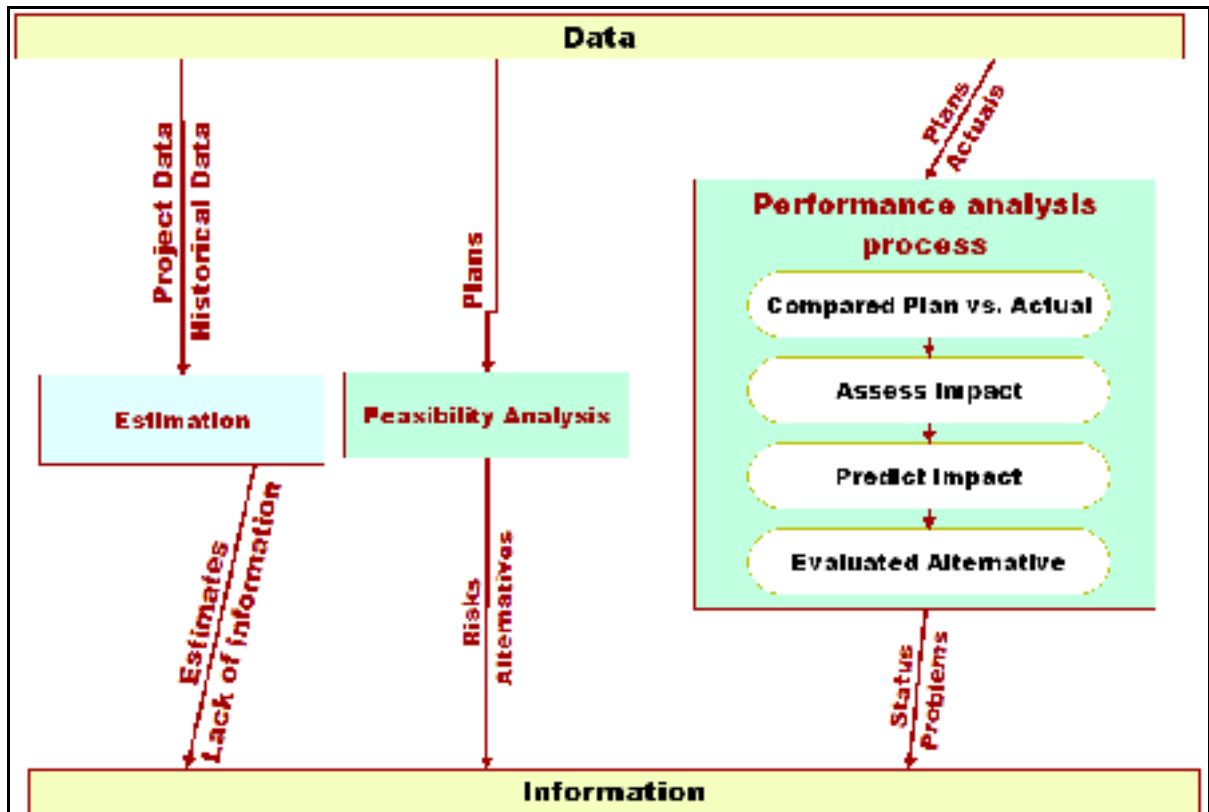 Data
Project Data
Historical Data
Plans
Plans
Actuals
Performance analysis
process
Compared Plan vs. Actual
Assess Impact
Predict Impact
Evaluated Alternative
Estimation
Feasibility Analysis
Estimates
Lack of information
Risks
Alternatives
Status
Problems
Information